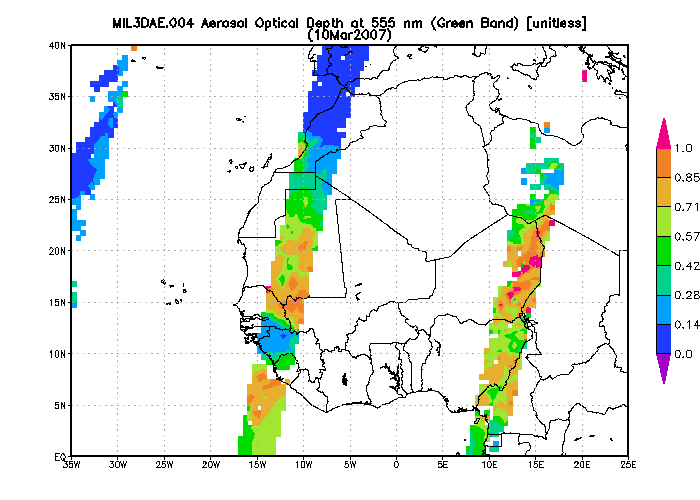 MIL3DAE.004 Aerosol Optical Depth at 555 nm (Green Band) [unitless]
(10Mar2007)
40N
35N
30N
25N
20N
15N
10N
5N
EQ
35W 30W 25W 20W 15W 10W 5W 0 5E 10E 15E 20E 25E
1.0
0.85
0.71
0.57
0.42
0.28
0.14
0.0